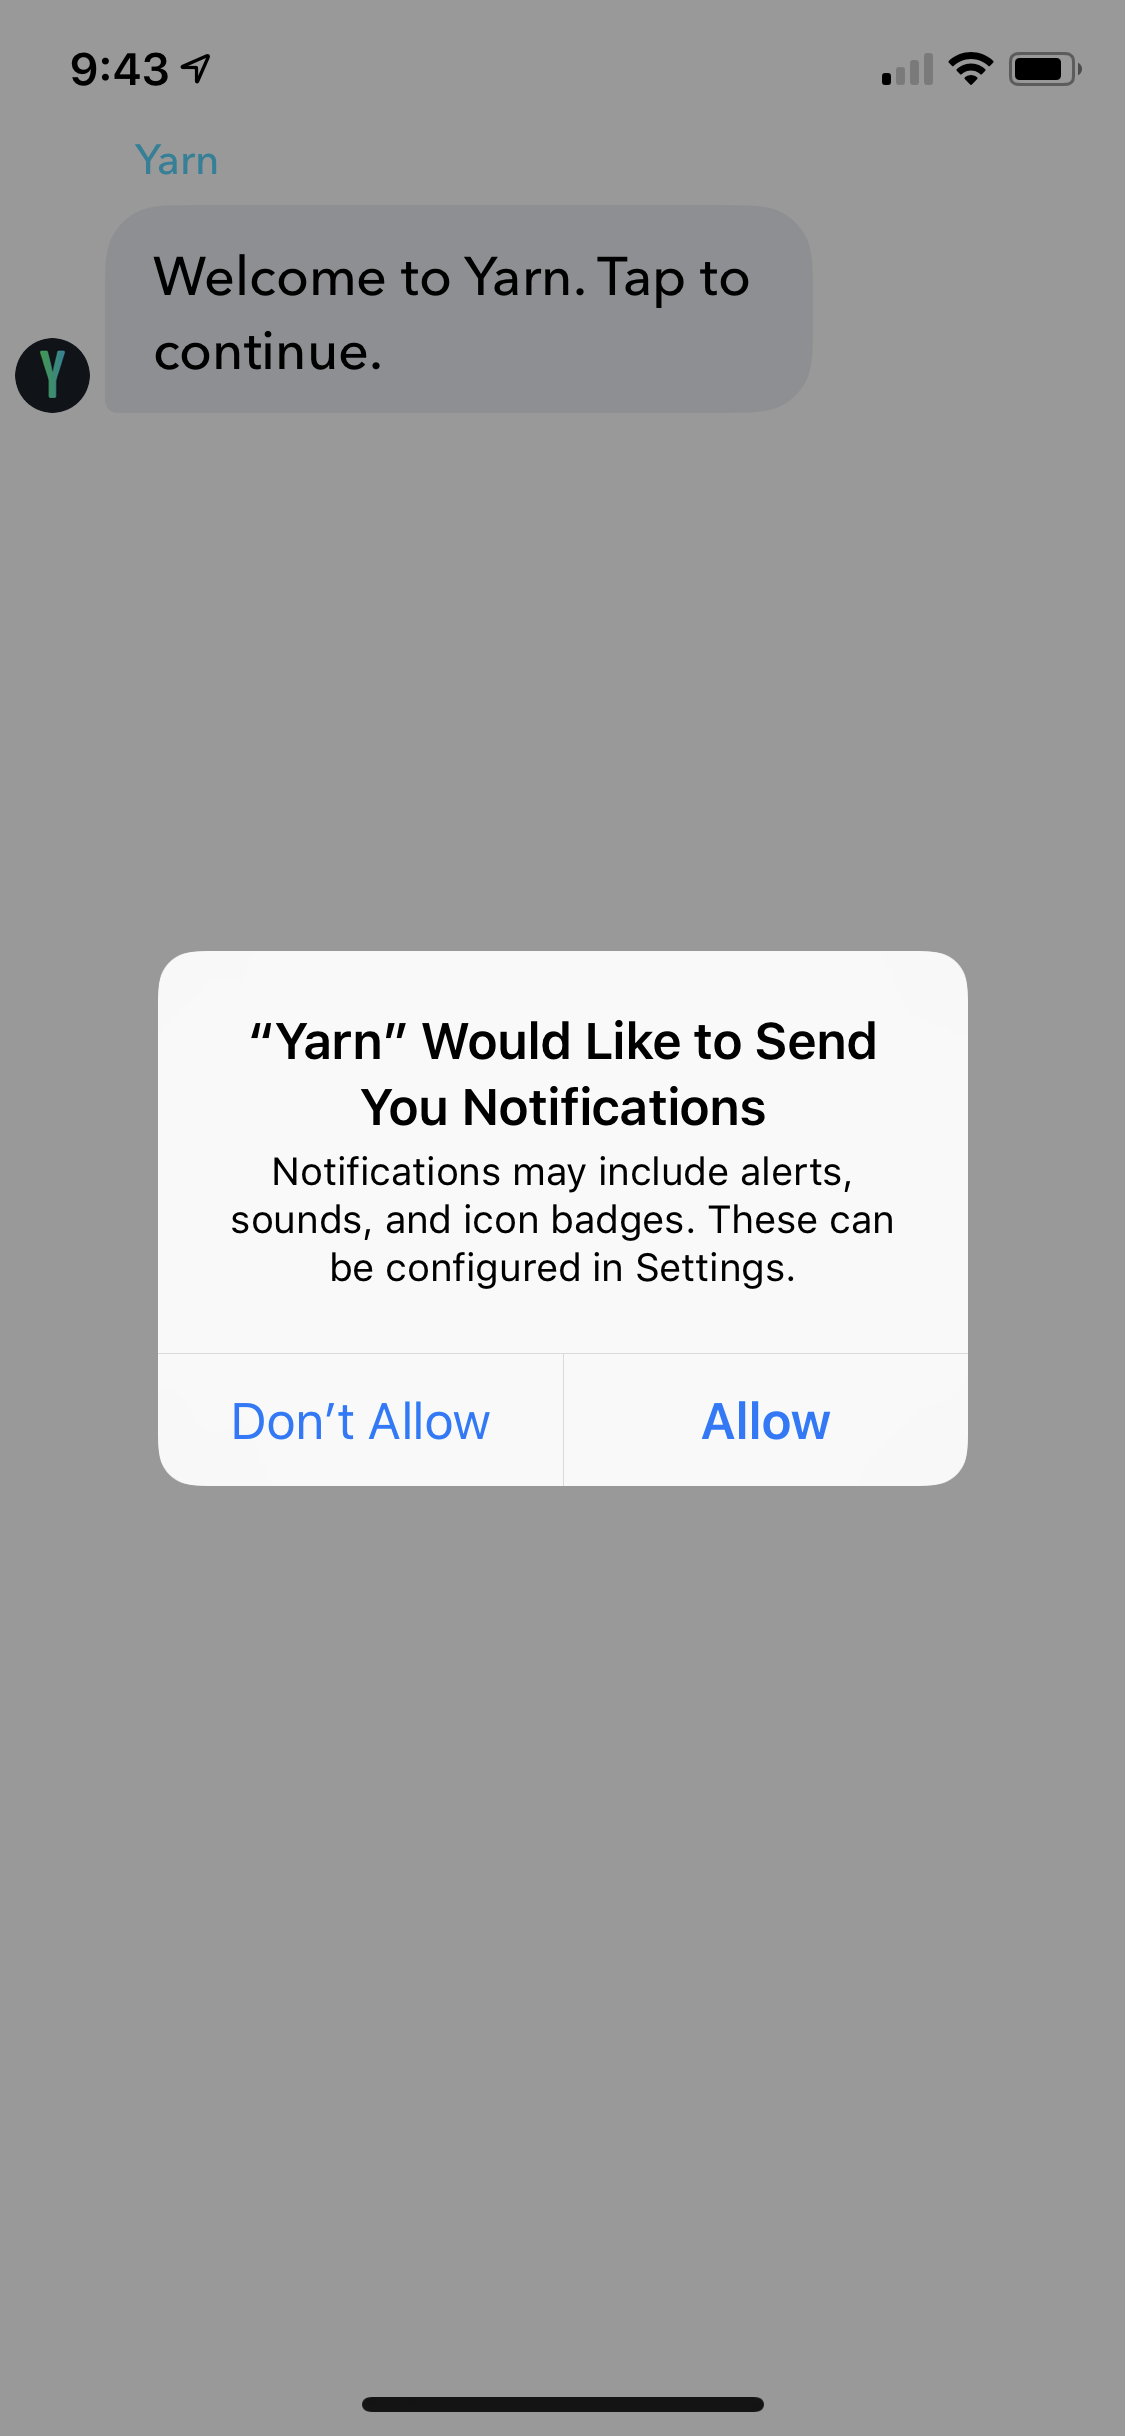 9:43
Yarn
Welcome to Yarn. Tap to
continue.
Y
“Yarn” Would Like to Send
You Notifications
Notifications may include alerts,
sounds, and icon badges. These can
be configured in Settings.
Don’t Allow
Allow